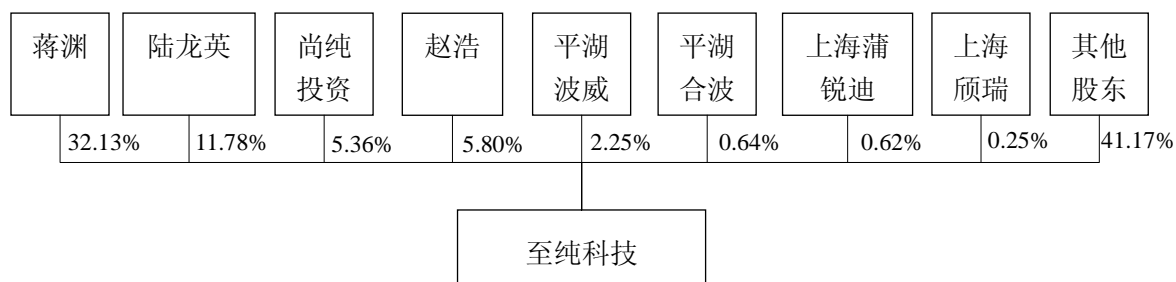 蒋渊
陆龙英
尚纯
投资
赵浩
平湖
波威
平湖
合波
上海蒲
锐迪
上海
颀瑞
其他
股东
32.13%
11.78%
5.36%
5.80%
2.25%
0.64%
0.62%
0.25%
41.17%
至纯科技